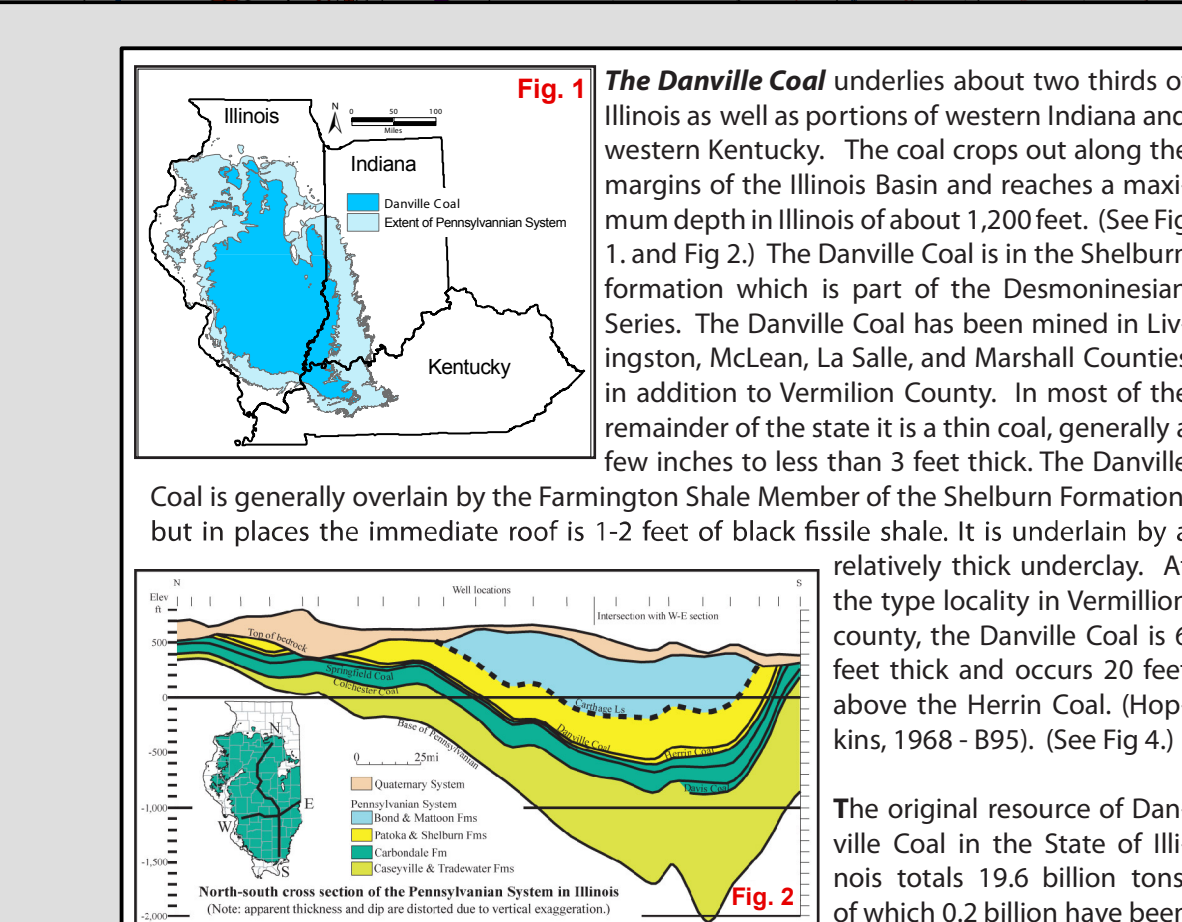 Fig. 1
Illinois
N
0 50 100
Miles
Indiana
Danville Coal
Extent of Pennsylvannian System
Kentucky
The Danville Coal underlies about two thirds of
Illinois as well as portions of western Indiana and
western Kentucky. The coal crops out along the
margins of the Illinois Basin and reaches a maxi-
mum depth in Illinois of about 1,200 feet. (See Fig
1. and Fig 2.) The Danville Coal is in the Shelburn
formation which is part of the Desmoninesian
Series. The Danville Coal has been mined in Liv-
ingston, McLean, La Salle, and Marshall Counties
in addition to Vermilion County. In most of the
remainder of the state it is a thin coal, generally a
few inches to less than 3 feet thick. The Danville
Coal is generally overlain by the Farmington Shale Member of the Shelburn Formation
but in places the immediate roof is 1-2 feet of black fissile shale. It is underlain by a
relatively thick underclay. At
the type locality in Vermillion
county, the Danville Coal is 6
feet thick and occurs 20 feet
above the Herrin Coal. (Hop-
kins, 1968 - B95). (See Fig 4.)
The original resource of Dan-
ville Coal in the State of Illi-
nois totals 19.6 billion tons,
of which 0.2 billion have been
N
S
Elev
ft
Well locations
Intersection with W-E section
500
0
-500
-1,000
-1,500
-2,000
Top of bedrock
Springfield Coal
Colchester Coal
Base of Pennsylvanian
Carthage Ls
Danville Coal
Herrin Coal
Davis Coal
N
E
W
S
0 25mi
Quaternary System
Pennsylvanian System
Bond & Mattoon Fms
Patoka & Shelburn Fms
Carbondale Fm
Caseyville & Tradewater Fms
North-south cross section of the Pennsylvanian System in Illinois
(Note: apparent thickness and dip are distorted due to vertical exaggeration.)
Fig. 2